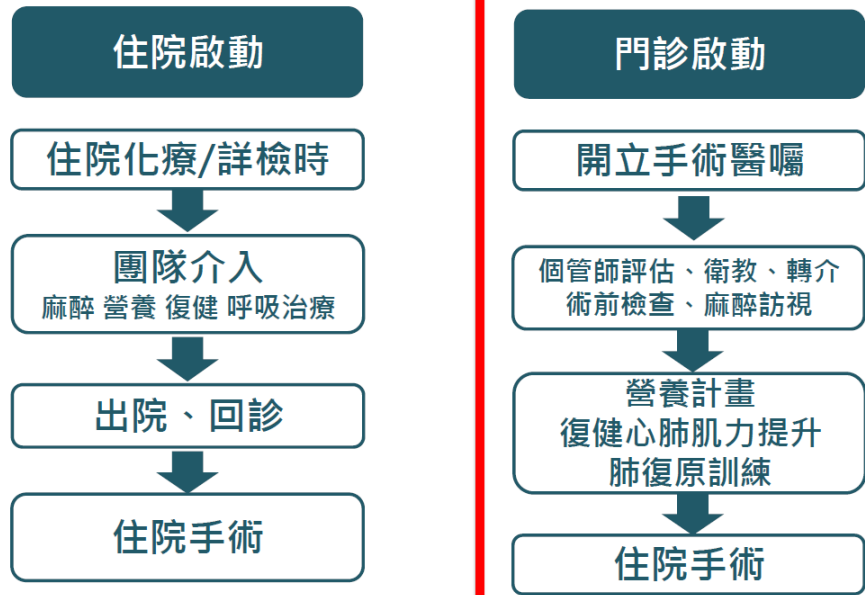 住院啟動
住院化療/詳檢時
團隊介入
麻醉 營養 復健 呼吸治療
出院、回診
住院手術
門診啟動
開立手術醫囑
個管師評估、衛教、轉介
術前檢查、麻醉訪視
營養計畫
復健心肺肌力提升
肺復原訓練
住院手術